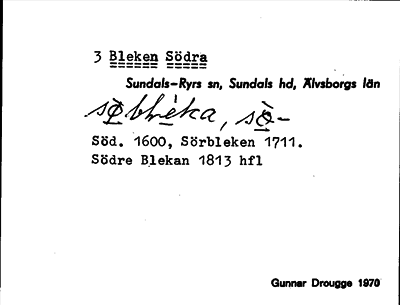 3 Bleken Södra
Sundals-Ryrs sn, Sundals hd, Älvsborgs län
Söd. 1600, Sörbleken 1711.
Södre Blekan 1813 hfl
Gunnar Drougge 1970